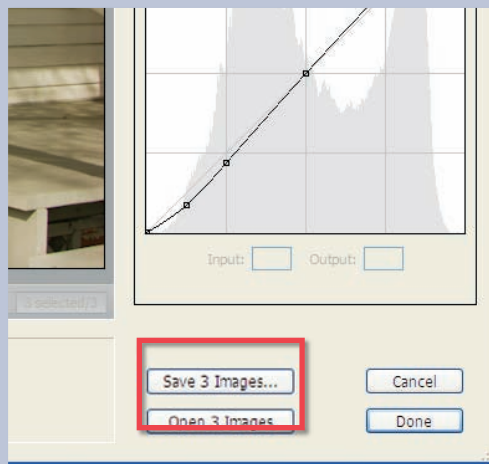 Input: Output:
3 selected/3
Save 3 Images... Cancel
Open 3 Images Done